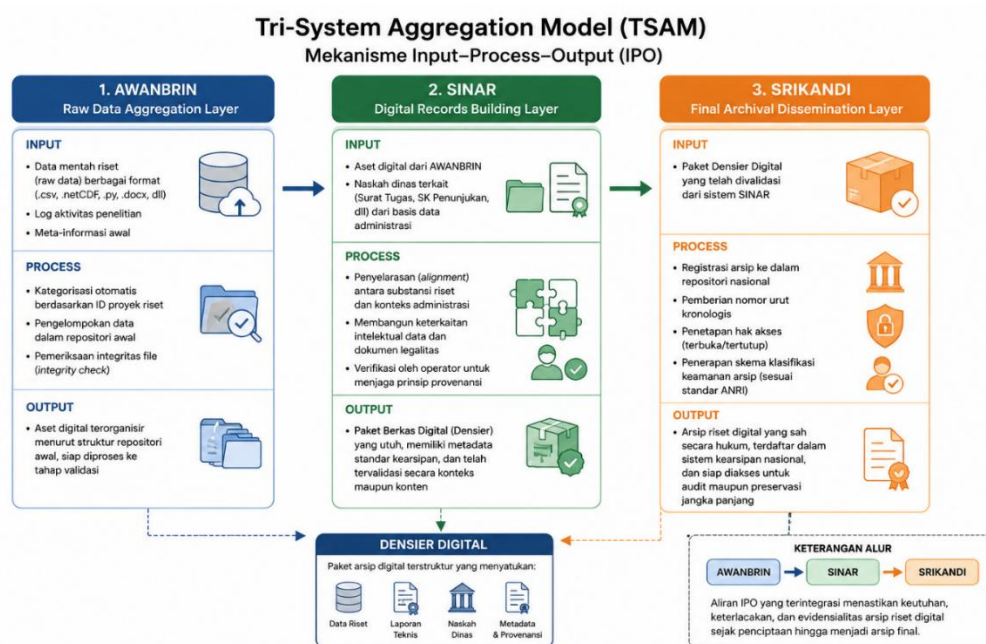 Tri-System Aggregation Model (TSAM)
Mekanisme Input–Process–Output (IPO)
1. AWANBRIN
Raw Data Aggregation Layer
INPUT
• Data mentah riset
(raw data) berbagai format
(.csv, .netCDF, .py, .docx, dll)
• Log aktivitas penelitian
• Meta-informasi awal
PROCESS
• Kategorisasi otomatis
berdasarkan ID proyek riset
• Pengelompokan data
dalam repositori awal
• Pemeriksaan integritas file
(integrity check)
OUTPUT
• Aset digital terorganisir
menurut struktur repositori
awal, siap diproses ke
tahap validasi
2. SINAR
Digital Records Building Layer
INPUT
• Aset digital dari AWANBRIN
• Naskah dinas terkait
(Surat Tugas, SK Penunjukan,
dll) dari basis data
administrasi
PROCESS
• Penyelarasan (alignment)
antara substansi riset
dan konteks administrasi
• Membangun keterkaitan
intelektual data dan
dokumen legalitas
• Verifikasi oleh operator untuk
menjaga prinsip provenansi
OUTPUT
• Paket Berkas Digital (Densier)
yang utuh, memiliki metadata
standar kearsipan, dan telah
tervalidasi secara konteks
maupun konten
3. SRIKANDI
Final Archival Dissemination Layer
INPUT
• Paket Densier Digital
yang telah divalidasi
dari sistem SINAR
PROCESS
• Registrasi arsip ke dalam
repositori nasional
• Pemberian nomor urut
kronologis
• Penetapan hak akses
(terbuka/tertutup)
• Penerapan skema klasifikasi
keamanan arsip (sesuai
standar ANRI)
OUTPUT
• Arsip riset digital yang sah
secara hukum, terdaftar dalam
sistem kearsipan nasional,
dan siap diakses untuk
audit maupun preservasi
jangka panjang
DENSIER DIGITAL
Paket arsip digital terstruktur yang menyatukan:
Data Riset
Laporan
Teknis
Naskah
Dinas
Metadata
& Provenansi
KETERANGAN ALUR
AWANBRIN
SINAR
SRIKANDI
Aliran IPO yang terintegrasi menastikan keutuhan,
keterlacakan, dan evidensialitas arsip riset digital
sejak penciptaan hingga menjadi arsip final.